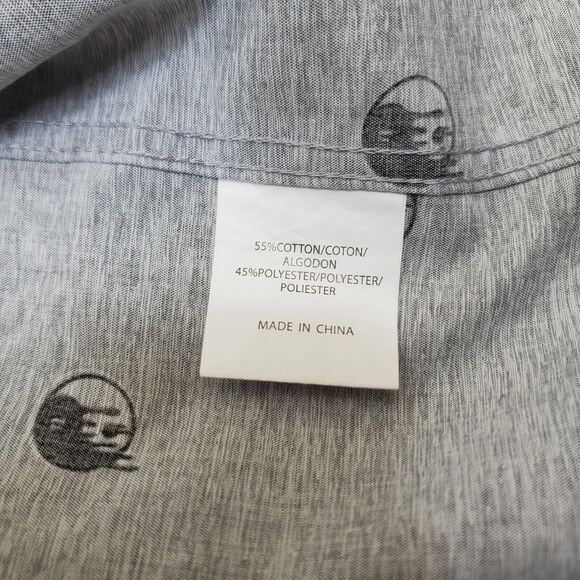 55%COTTON/COTON/
ALGODON
45%POLYESTER/POLYESTER/
POLIESTER
MADE IN CHINA